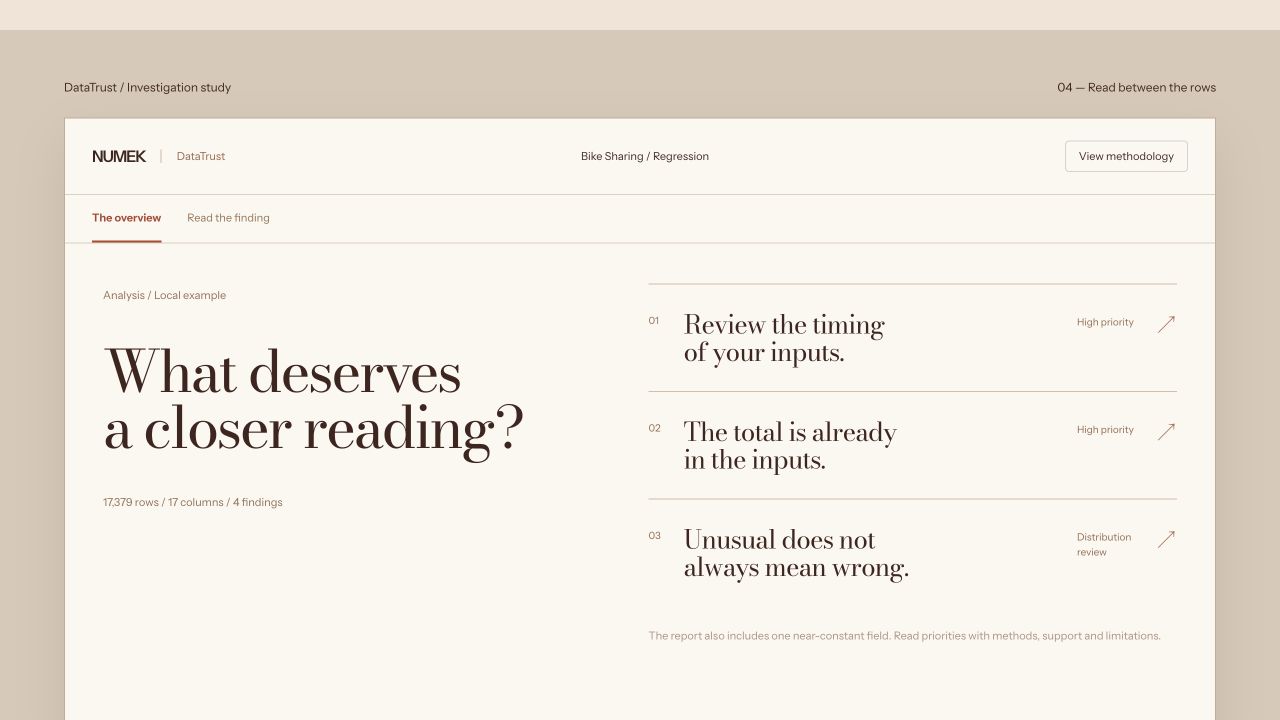 DataTrust / Investigation study
04 — Read between the rows
NUMEK | DataTrust
Bike Sharing / Regression
View methodology
The overview
Read the finding
Analysis / Local example
What deserves
a closer reading?
17,379 rows / 17 columns / 4 findings
01
Review the timing
of your inputs.
High priority
02
The total is already
in the inputs.
High priority
03
Unusual does not
always mean wrong.
Distribution
review
The report also includes one near-constant field. Read priorities with methods, support and limitations.